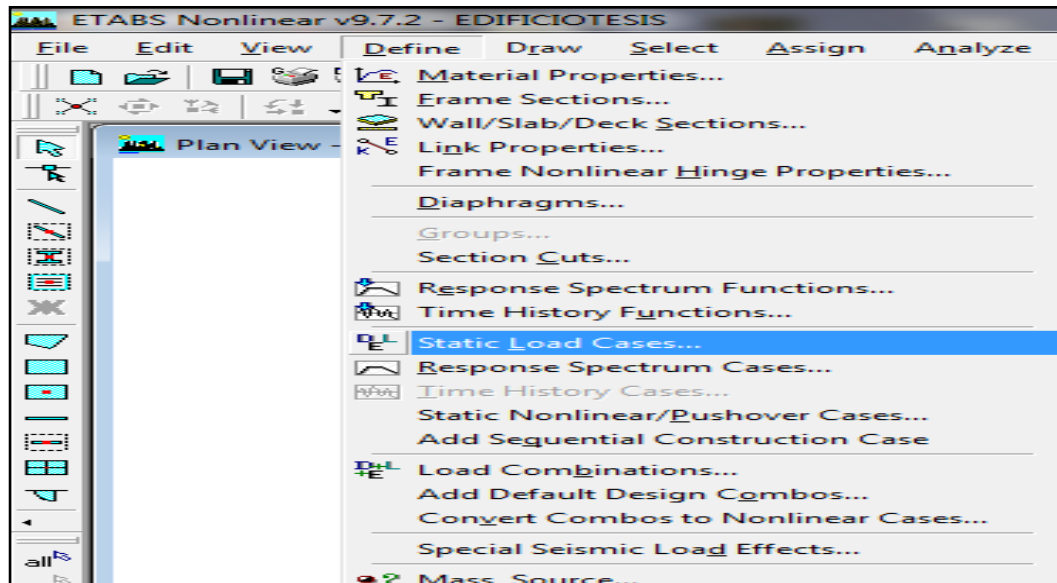 ETABS Nonlinear v9.7.2 - EDIFICIOTESIS
File Edit View Define Draw Select Assign Analyze
Material Properties...
Frame Sections...
Wall/Slab/Deck Sections...
Plan View -
Link Properties...
Frame Nonlinear Hinge Properties...
Diaphragms...
Groups...
Section Cuts...
Response Spectrum Functions...
Time History Functions...
Static Load Cases...
Response Spectrum Cases...
Time History Cases...
Static Nonlinear/Pushover Cases...
Add Sequential Construction Case
Load Combinations...
Add Default Design Combos...
Convert Combos to Nonlinear Cases...
Special Seismic Load Effects...
all
Mass Source...